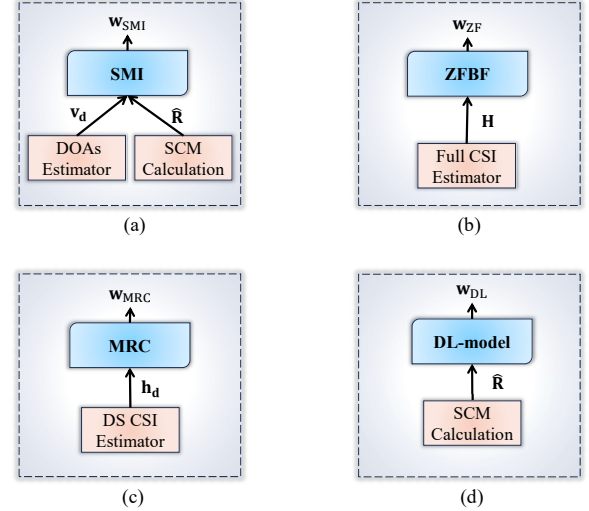 w_SMI
SMI
v_d
R̂
DOAs
Estimator
SCM
Calculation
(a)
w_ZF
ZFBF
H
Full CSI
Estimator
(b)
w_MRC
MRC
h_d
DS CSI
Estimator
(c)
w_DL
DL-model
R̂
SCM
Calculation
(d)